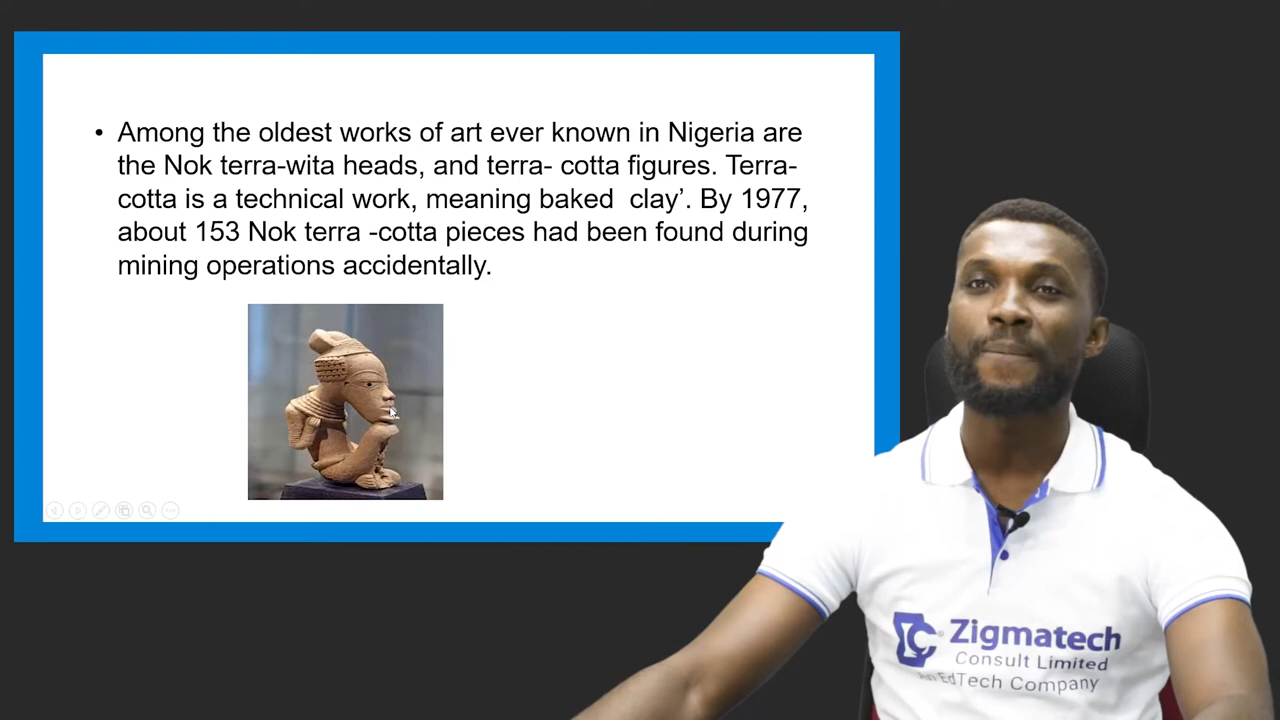 • Among the oldest works of art ever known in Nigeria are
the Nok terra-wita heads, and terra- cotta figures. Terra-
cotta is a technical work, meaning baked  clay’. By 1977,
about 153 Nok terra -cotta pieces had been found during
mining operations accidentally.
Zigmatech
Consult Limited
An EdTech Company